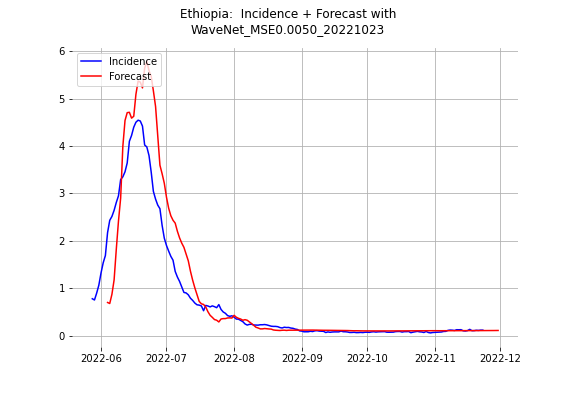 Ethiopia:  Incidence + Forecast with
WaveNet_MSE0.0050_20221023
Incidence
Forecast
6
5
4
3
2
1
0
2022-06 2022-07 2022-08 2022-09 2022-10 2022-11 2022-12